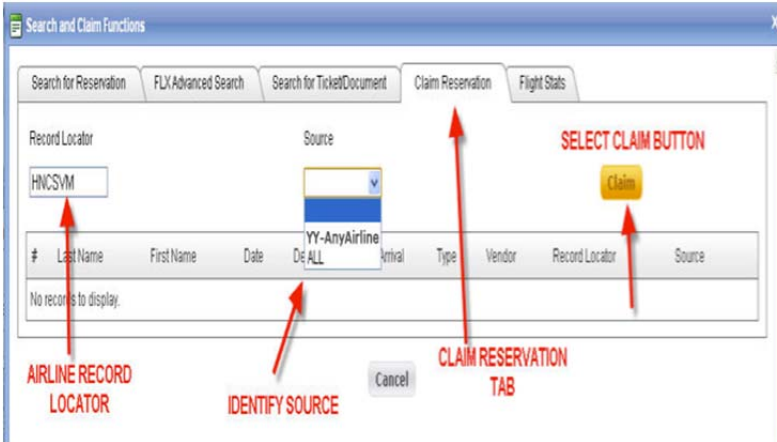 Search and Claim Functions
Search for Reservation FLX Advanced Search Search for Ticket/Document Claim Reservation Flight Stats
Record Locator Source SELECT CLAIM BUTTON
HNCSVM Claim
YY-AnyAirline
ALL
# Last Name First Name Date Arrival Type Vendor Record Locator Source
No records to display.
AIRLINE RECORD
LOCATOR
IDENTIFY SOURCE
Cancel
CLAIM RESERVATION
TAB